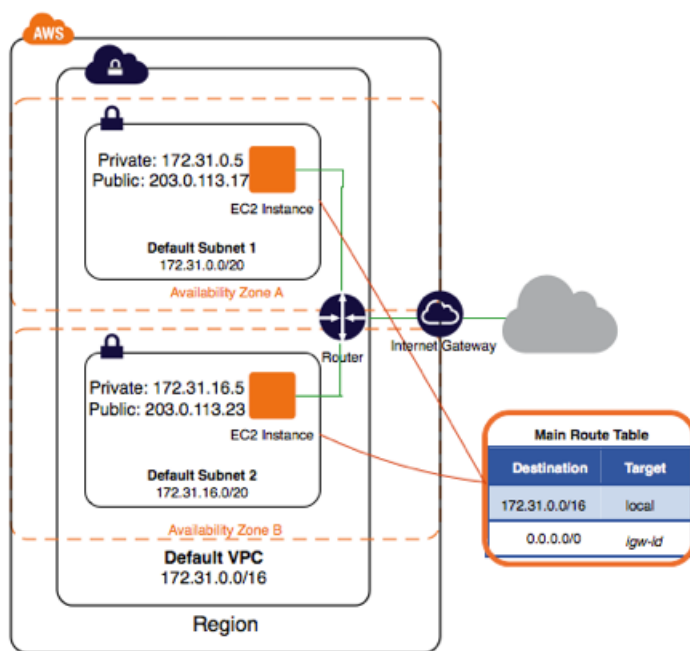 AWS
Private: 172.31.0.5
Public: 203.0.113.17
EC2 Instance
Default Subnet 1
172.31.0.0/20
Availability Zone A
Router
Internet Gateway
Private: 172.31.16.5
Public: 203.0.113.23
EC2 Instance
Default Subnet 2
172.31.16.0/20
Availability Zone B
Default VPC
172.31.0.0/16
Region
Main Route Table
Destination Target
172.31.0.0/16 local
0.0.0.0/0 igw-id